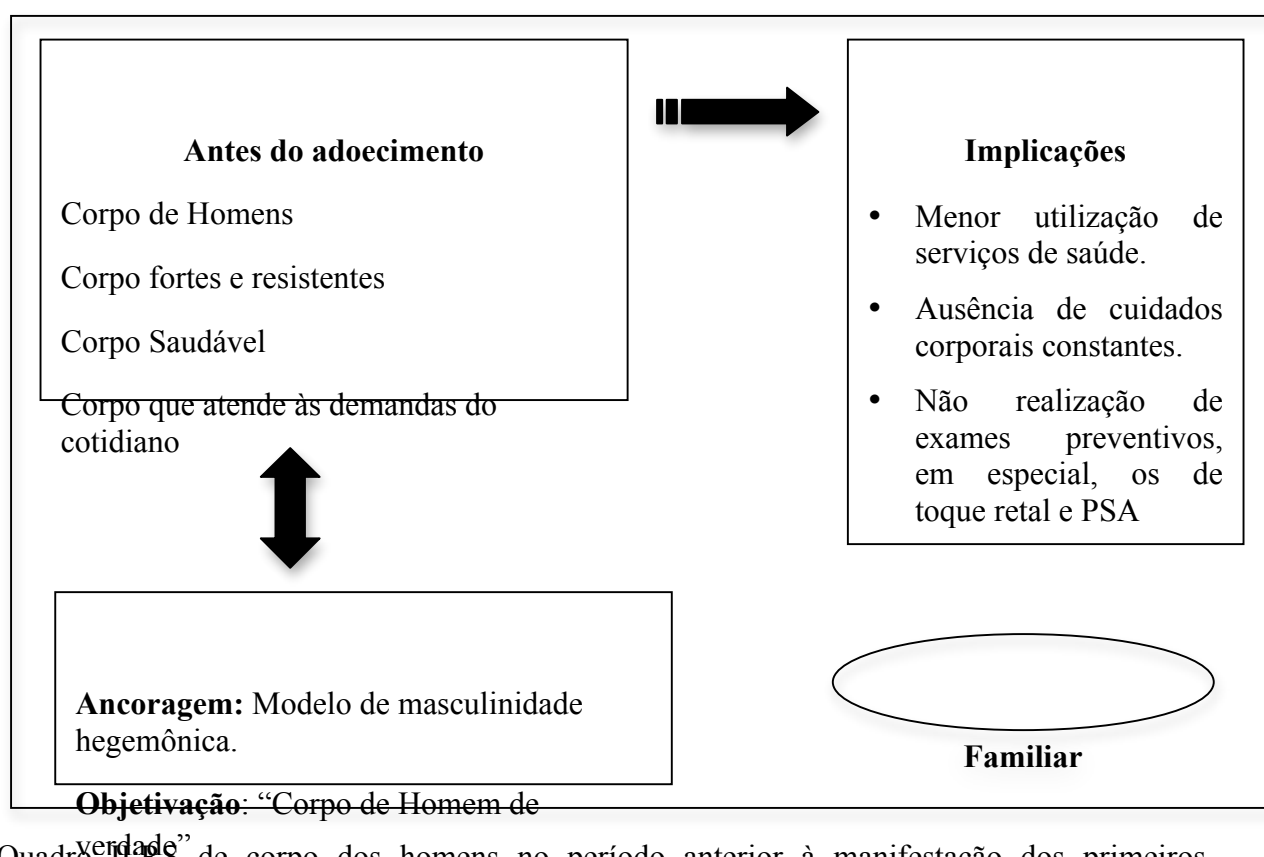 Antes do adoecimento
Corpo de Homens
Corpo fortes e resistentes
Corpo Saudável
Corpo que atende às demandas do
cotidiano
Implicações
• Menor utilização de
serviços de saúde.
• Ausência de cuidados
corporais constantes.
• Não realização de
exames preventivos,
em especial, os de
toque retal e PSA
Ancoragem: Modelo de masculinidade
hegemônica.
Objetivação: “Corpo de Homem de
verdade”
Familiar
Quadro de corpo dos homens no período anterior à manifestação dos primeiros